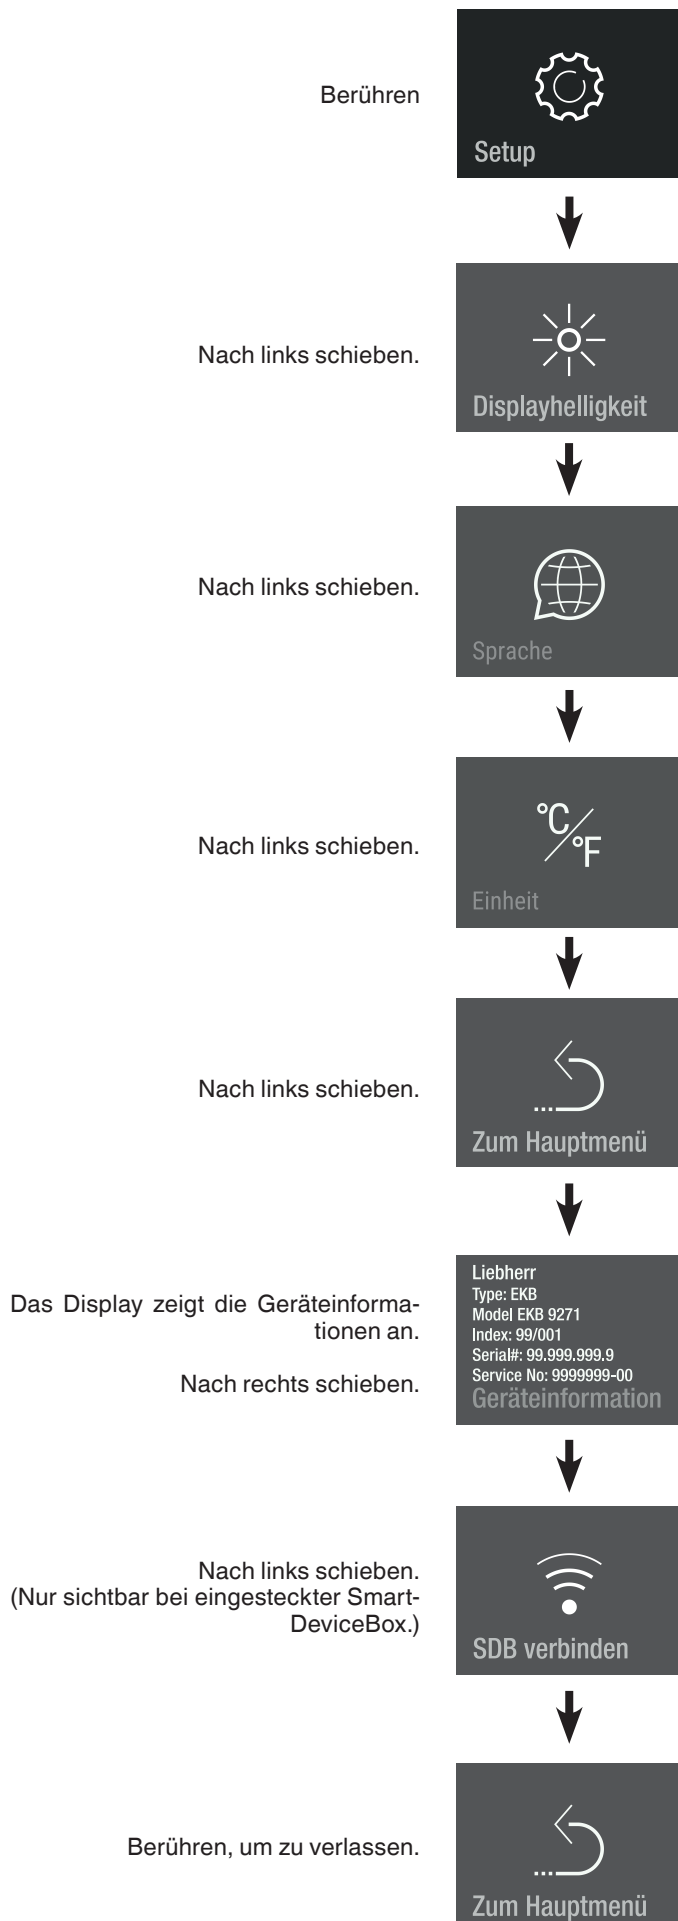 Berühren
Setup
Nach links schieben.
Displayhelligkeit
Nach links schieben.
Sprache
Nach links schieben.
°C/°F
Einheit
Nach links schieben.
Zum Hauptmenü
Das Display zeigt die Geräteinforma-
tionen an.
Nach rechts schieben.
Liebherr
Type: EKB
Model EKB 9271
Index: 99/001
Serial#: 99.999.999.9
Service No: 9999999-00
Geräteinformation
Nach links schieben.
(Nur sichtbar bei eingesteckter Smart-
DeviceBox.)
SDB verbinden
Berühren, um zu verlassen.
Zum Hauptmenü